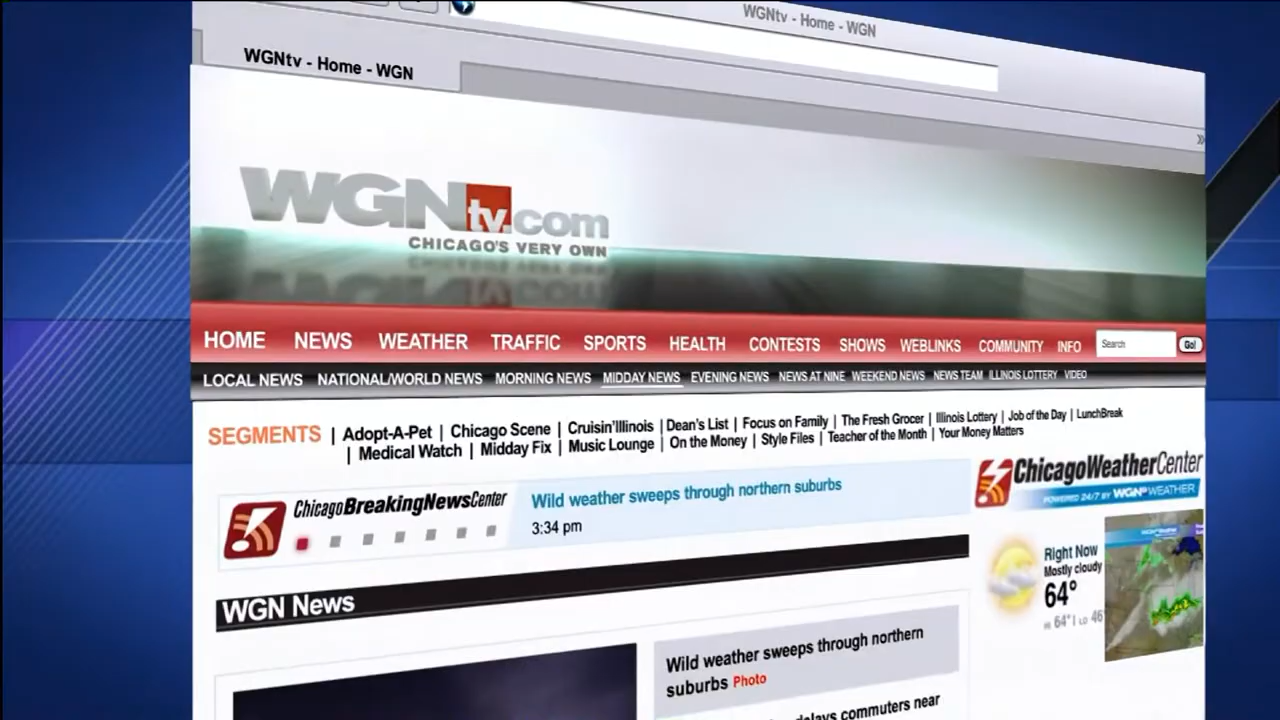 WGNtv - Home - WGN
WGNtv - Home - WGN
WGNtv.com
CHICAGO'S VERY OWN
HOME NEWS WEATHER TRAFFIC SPORTS HEALTH CONTESTS SHOWS WEBLINKS COMMUNITY INFO Search Go!
LOCAL NEWS NATIONAL/WORLD NEWS MORNING NEWS MIDDAY NEWS EVENING NEWS NEWS AT NINE WEEKEND NEWS NEWS TEAM ILLINOIS LOTTERY VIDEO
SEGMENTS | Adopt-A-Pet | Chicago Scene | Cruisin'Illinois | Dean's List | Focus on Family | The Fresh Grocer | Illinois Lottery | Job of the Day | LunchBreak
| Medical Watch | Midday Fix | Music Lounge | On the Money | Style Files | Teacher of the Month | Your Money Matters
ChicagoBreakingNewsCenter
Wild weather sweeps through northern suburbs
3:34 pm
ChicagoWeatherCenter
POWERED 24/7 BY WGN WEATHER
Right Now
Mostly cloudy
64°
HI 64° | LO 46
WGN News
Wild weather sweeps through northern
suburbs Photo
delays commuters near